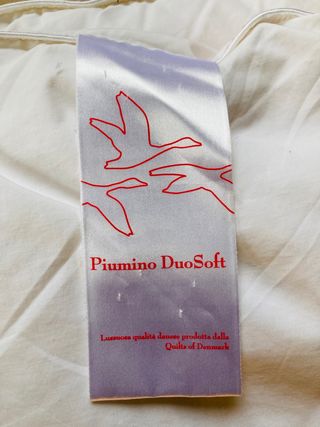 Piumino DuoSoft
Lussuosa qualità danese prodotta dalla
Quilts of Denmark